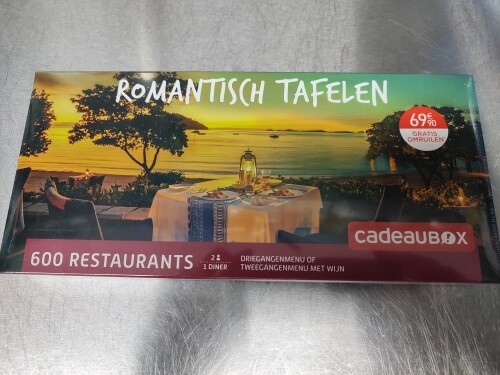 ROMANTISCH TAFELEN
69€90
GRATIS
OMRUILEN
cadeauBox
600 RESTAURANTS
2
1 DINER
DRIEGANGENMENU OF
TWEEGANGENMENU MET WIJN